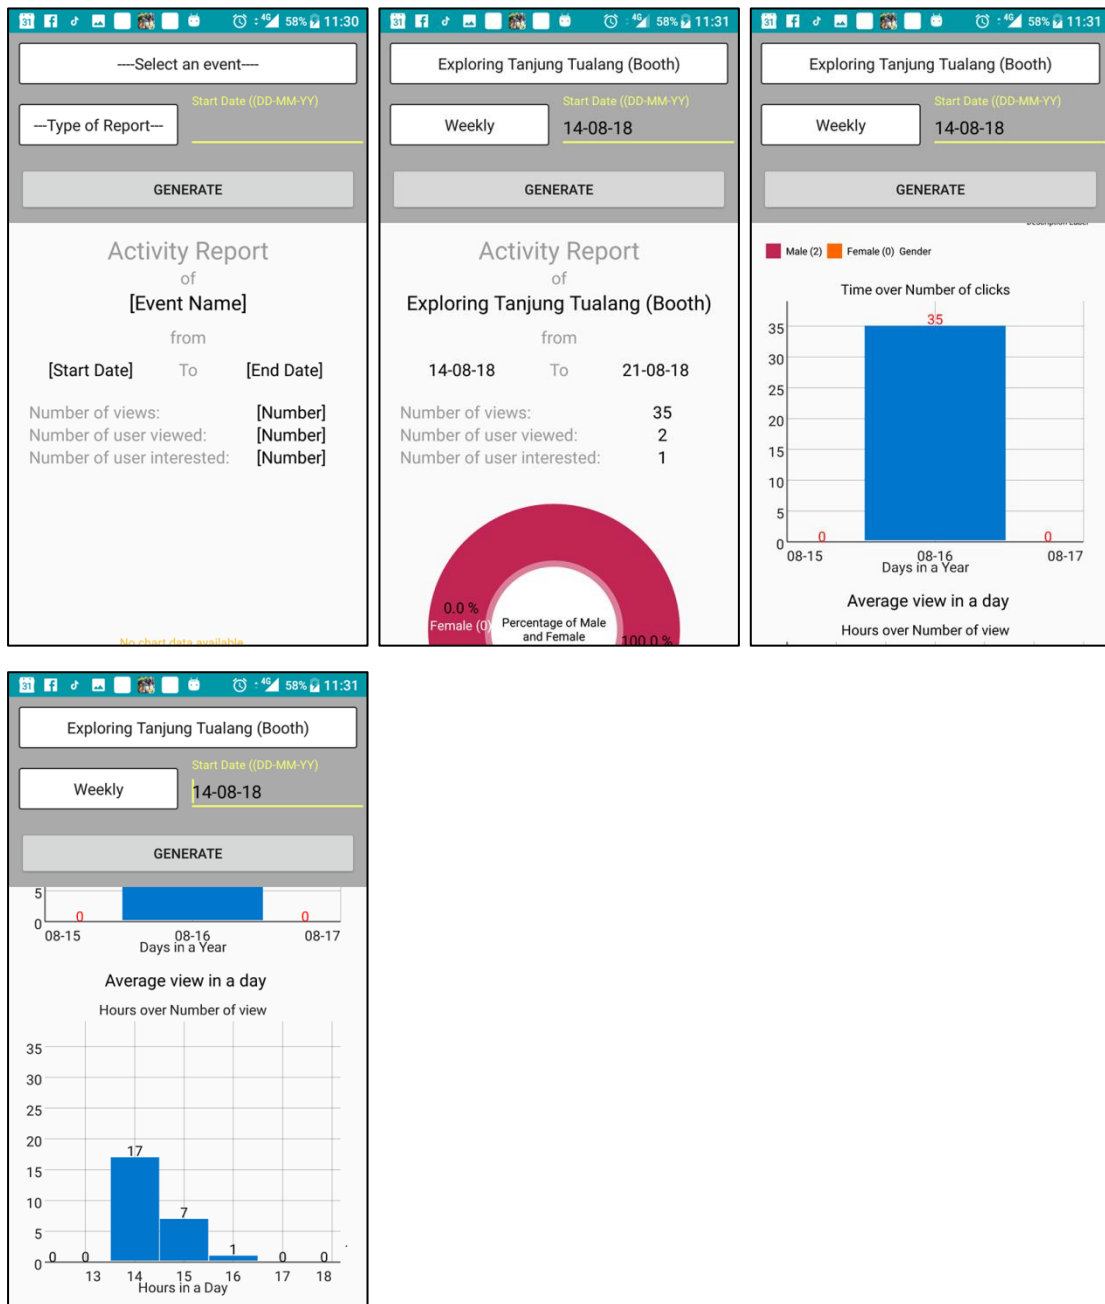 31 4G 58% 11:30
----Select an event----
Start Date ((DD-MM-YY)
---Type of Report---
GENERATE
Activity Report
of
[Event Name]
from
[Start Date] To [End Date]
Number of views: [Number]
Number of user viewed: [Number]
Number of user interested: [Number]
No chart data available
31 4G 58% 11:31
Exploring Tanjung Tualang (Booth)
Start Date ((DD-MM-YY)
Weekly 14-08-18
GENERATE
Activity Report
of
Exploring Tanjung Tualang (Booth)
from
14-08-18 To 21-08-18
Number of views: 35
Number of user viewed: 2
Number of user interested: 1
0.0 %
Female (0)
Percentage of Male
and Female
100.0 %
31 4G 58% 11:31
Exploring Tanjung Tualang (Booth)
Start Date ((DD-MM-YY)
Weekly 14-08-18
GENERATE
Description Label
Male (2) Female (0) Gender
Time over Number of clicks
35
35
30
25
20
15
10
5
0 0 0
08-15 08-16 08-17
Days in a Year
Average view in a day
Hours over Number of view
31 4G 58% 11:31
Exploring Tanjung Tualang (Booth)
Start Date ((DD-MM-YY)
Weekly 14-08-18
GENERATE
5
0 0 0
08-15 08-16 08-17
Days in a Year
Average view in a day
Hours over Number of view
35
30
25
20
17
15
10
7
5
1
0 0 0 0 0
13 14 15 16 17 18
Hours in a Day